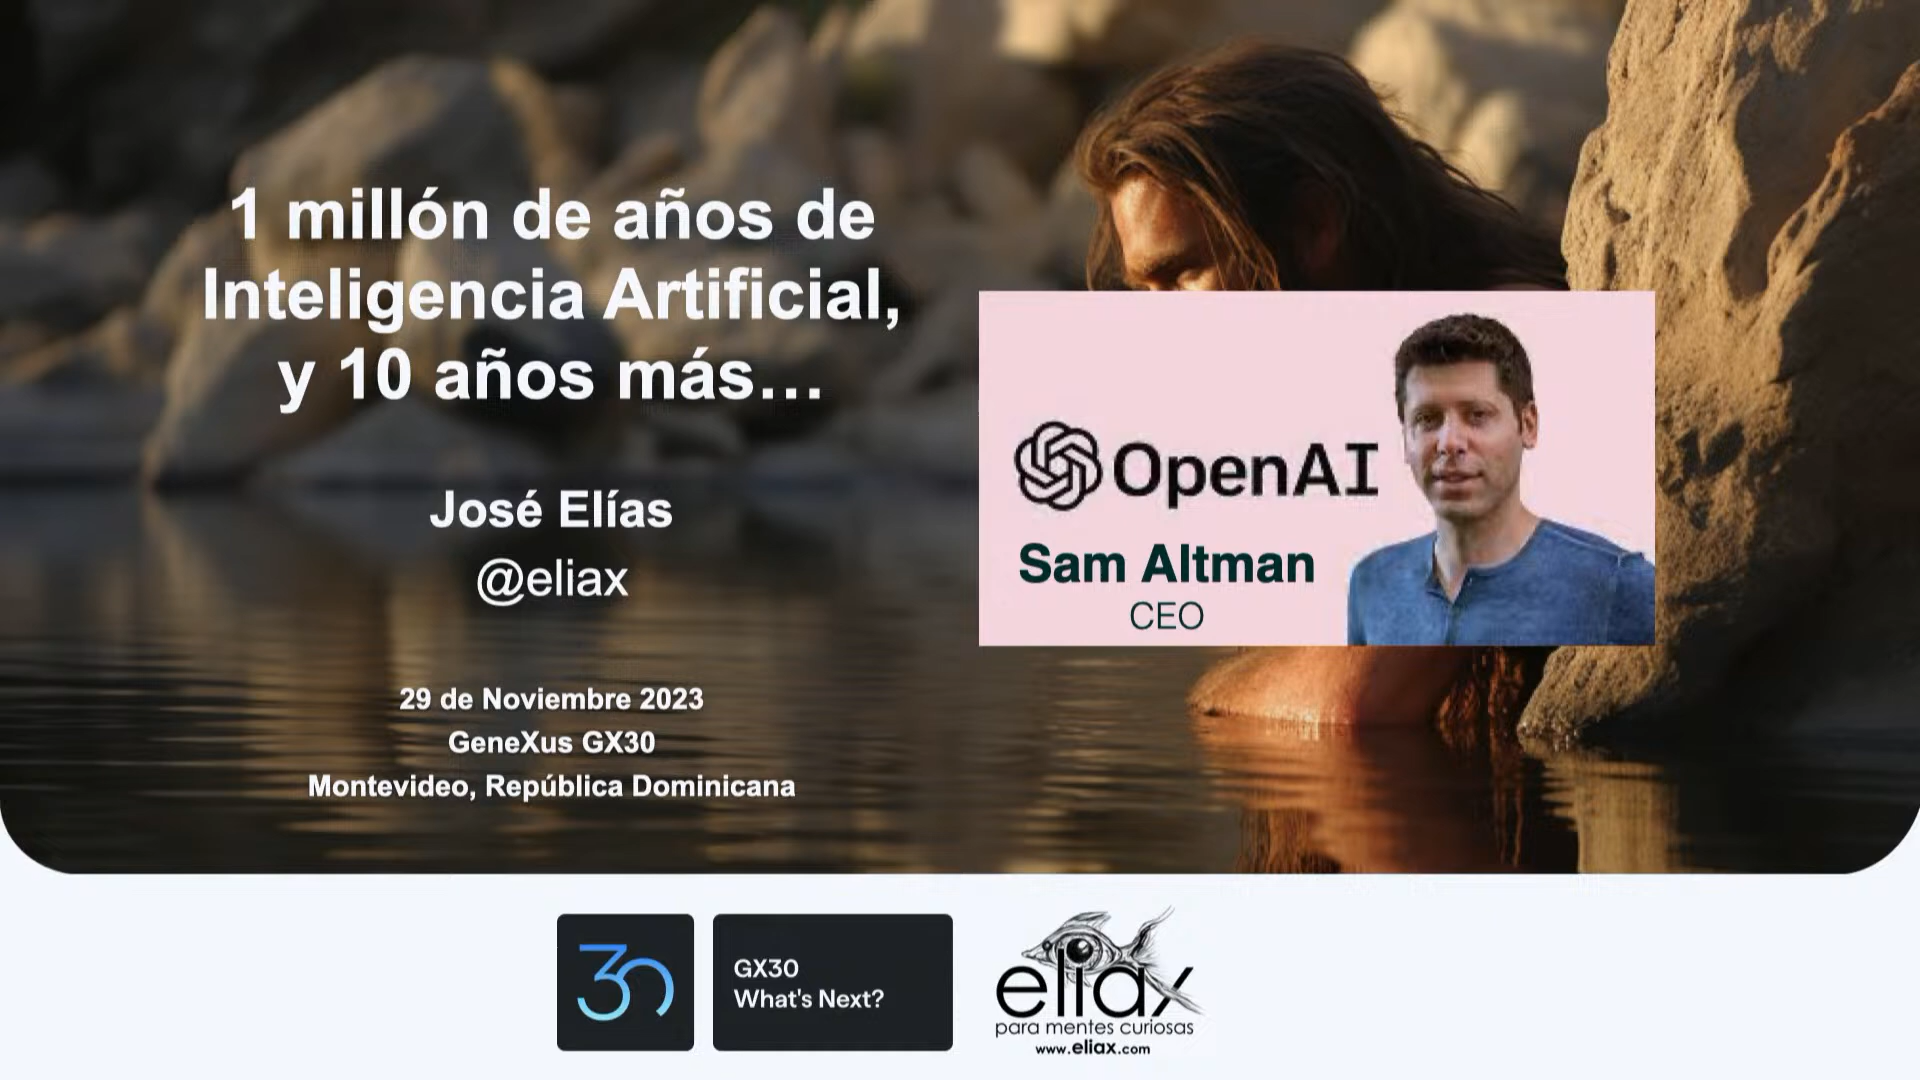 1 millón de años de
Inteligencia Artificial,
y 10 años más...
José Elías
@eliax
29 de Noviembre 2023
GeneXus GX30
Montevideo, República Dominicana
OpenAI
Sam Altman
CEO
30
GX30
What's Next?
eliax
para mentes curiosas
www.eliax.com